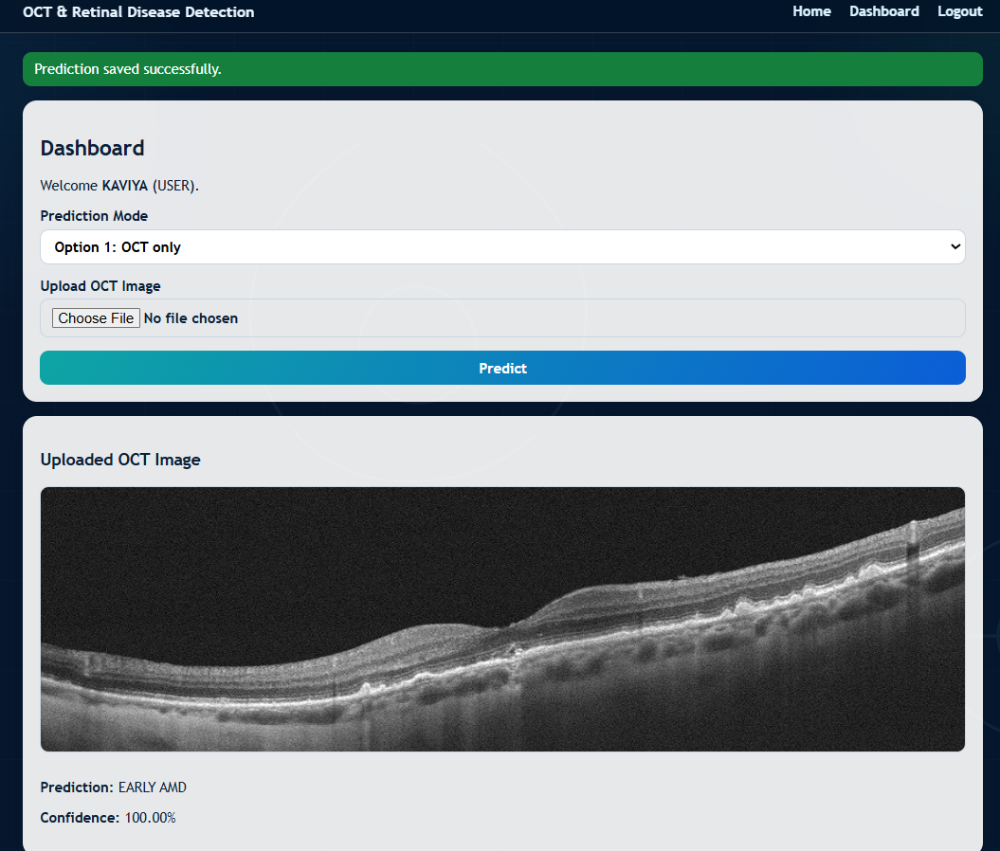 OCT & Retinal Disease Detection
Home Dashboard Logout
Prediction saved successfully.
Dashboard
Welcome KAVIYA (USER).
Prediction Mode
Option 1: OCT only
Upload OCT Image
Choose File No file chosen
Predict
Uploaded OCT Image
Prediction: EARLY AMD
Confidence: 100.00%